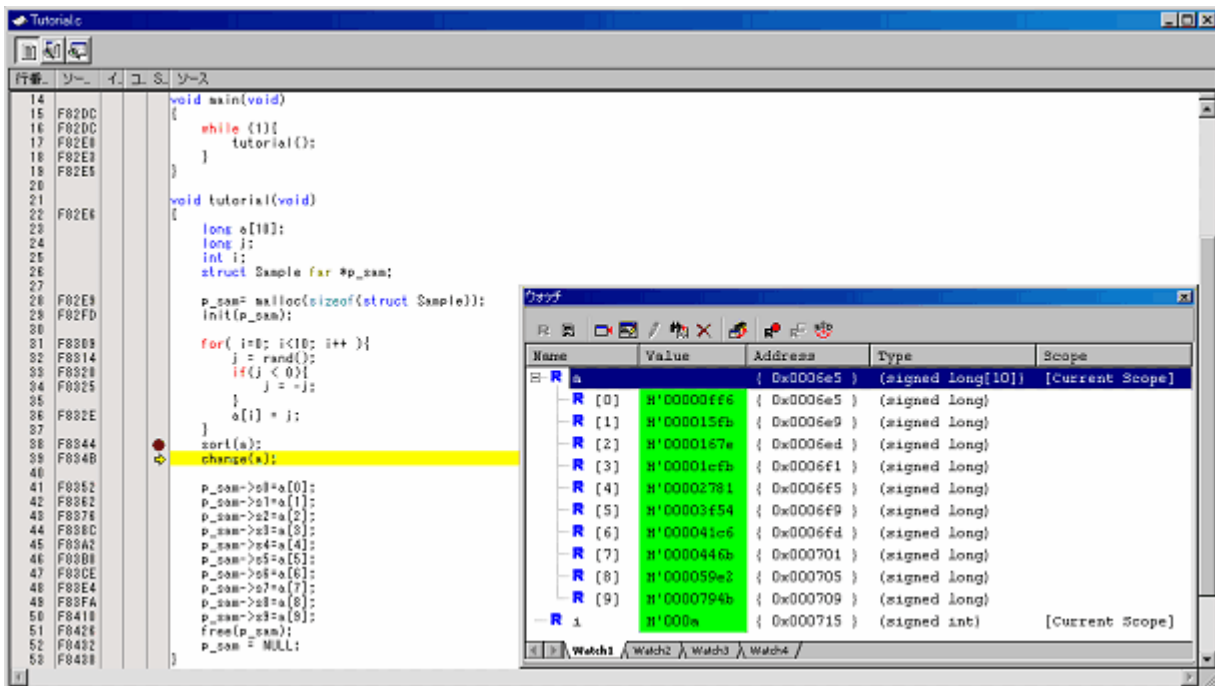 Tutorial.c
行番... ソー... イ. コ. S. ソース
14 void main(void)
15 F82DC {
16 F82DC while (1){
17 F82E0 tutorial();
18 F82E3 }
19 F82E5 }
20
21 void tutorial(void)
22 F82E6 {
23 long a[10];
24 long j;
25 int i;
26 struct Sample far *p_sam;
27
28 F82E9 p_sam= malloc(sizeof(struct Sample));
29 F82FD init(p_sam);
30
31 F8309 for( i=0; i<10; i++ ){
32 F8314 j = rand();
33 F8320 if(j < 0){
34 F8325 j = -j;
35 }
36 F832E a[i] = j;
37 }
38 F8344 sort(a);
39 F834B change(a);
40
41 F8352 p_sam->s0=a[0];
42 F8362 p_sam->s1=a[1];
43 F8376 p_sam->s2=a[2];
44 F838C p_sam->s3=a[3];
45 F83A2 p_sam->s4=a[4];
46 F83B8 p_sam->s5=a[5];
47 F83CE p_sam->s6=a[6];
48 F83E4 p_sam->s7=a[7];
49 F83FA p_sam->s8=a[8];
50 F8410 p_sam->s9=a[9];
51 F8426 free(p_sam);
52 F8432 p_sam = NULL;
53 F8438 }
ウォッチ
Name Value Address Type Scope
R a { 0x0006e5 } (signed long[10]) [Current Scope]
R [0] H'00000ff6 { 0x0006e5 } (signed long)
R [1] H'000015fb { 0x0006e9 } (signed long)
R [2] H'0000167e { 0x0006ed } (signed long)
R [3] H'00001cfb { 0x0006f1 } (signed long)
R [4] H'00002781 { 0x0006f5 } (signed long)
R [5] H'00003f54 { 0x0006f9 } (signed long)
R [6] H'000041c6 { 0x0006fd } (signed long)
R [7] H'0000446b { 0x000701 } (signed long)
R [8] H'000059e2 { 0x000705 } (signed long)
R [9] H'0000794b { 0x000709 } (signed long)
R i H'000a { 0x000715 } (signed int) [Current Scope]
Watch1 Watch2 Watch3 Watch4